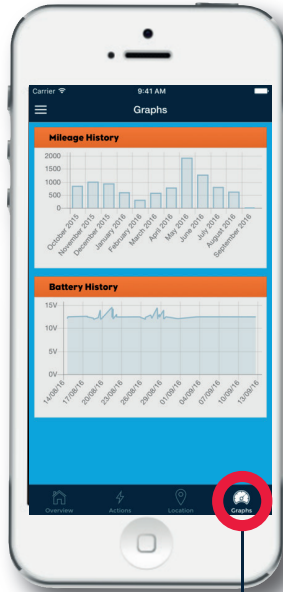 Carrier 9:41 AM
Graphs
Mileage History
2000
1500
1000
500
0
October 2015 November 2015 December 2015 January 2016 February 2016 March 2016 April 2016 May 2016 June 2016 July 2016 August 2016 September 2016
Battery History
15V
10V
5V
0V
14/08/16 17/08/16 20/08/16 23/08/16 26/08/16 29/08/16 01/09/16 04/09/16 07/09/16 10/09/16 13/09/16
Overview Actions Location Graphs